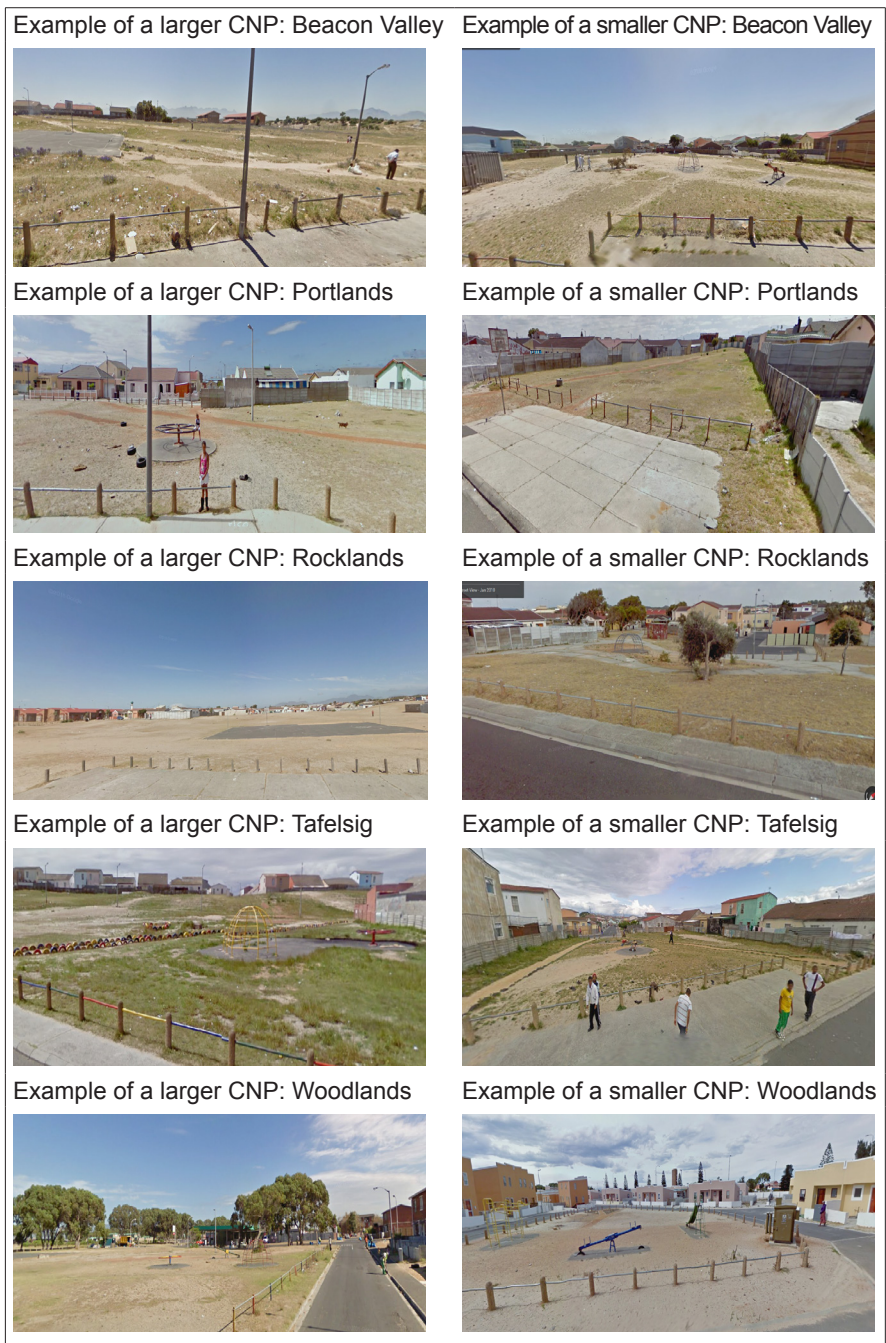 Example of a larger CNP: Beacon Valley
Example of a smaller CNP: Beacon Valley
Example of a larger CNP: Portlands
Example of a smaller CNP: Portlands
Example of a larger CNP: Rocklands
Example of a smaller CNP: Rocklands
Example of a larger CNP: Tafelsig
Example of a smaller CNP: Tafelsig
Example of a larger CNP: Woodlands
Example of a smaller CNP: Woodlands